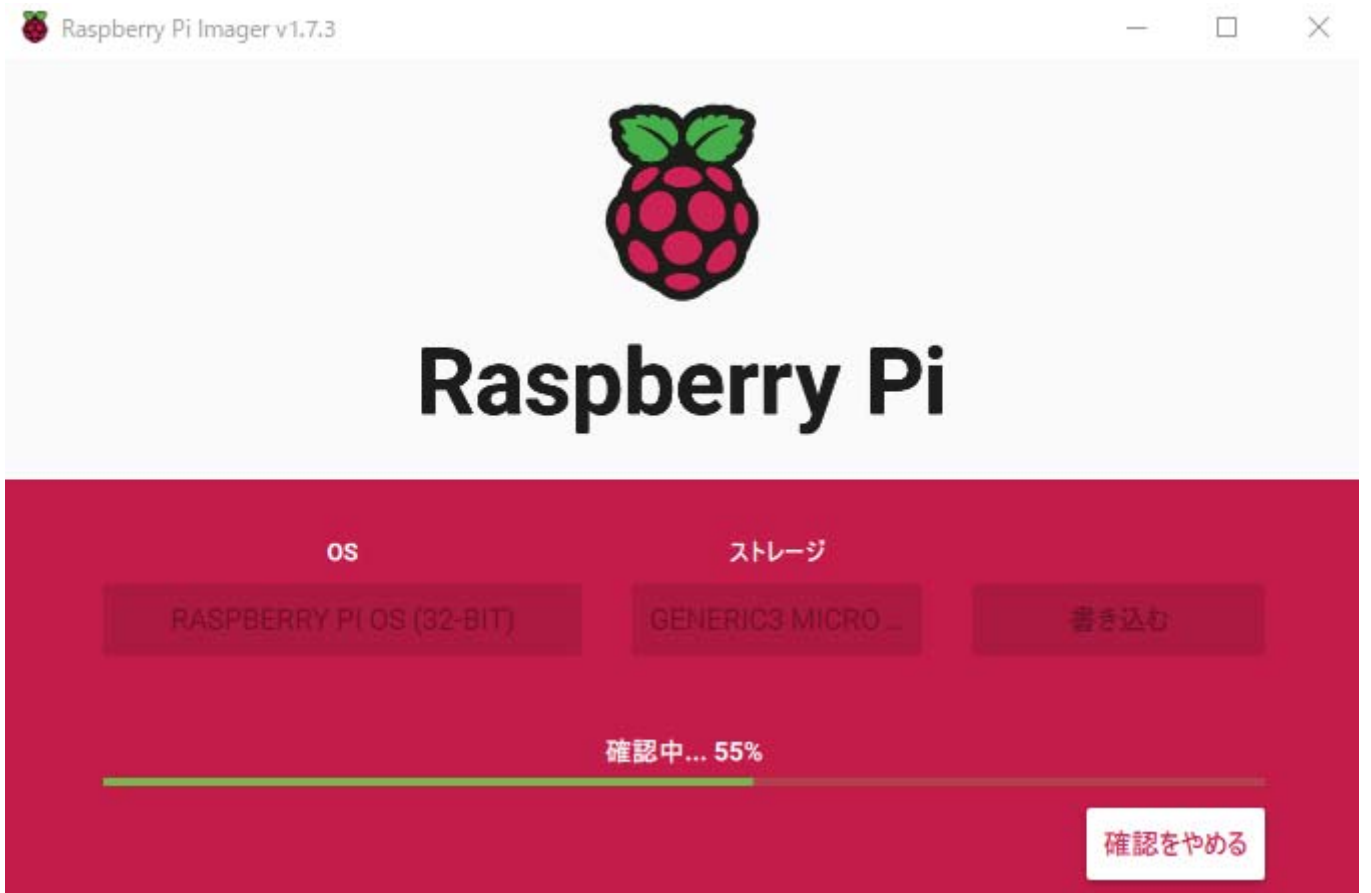 Raspberry Pi Imager v1.7.3
Raspberry Pi
OS
ストレージ
RASPBERRY PI OS (32-BIT)
GENERIC3 MICRO ...
書き込む
確認中... 55%
確認をやめる